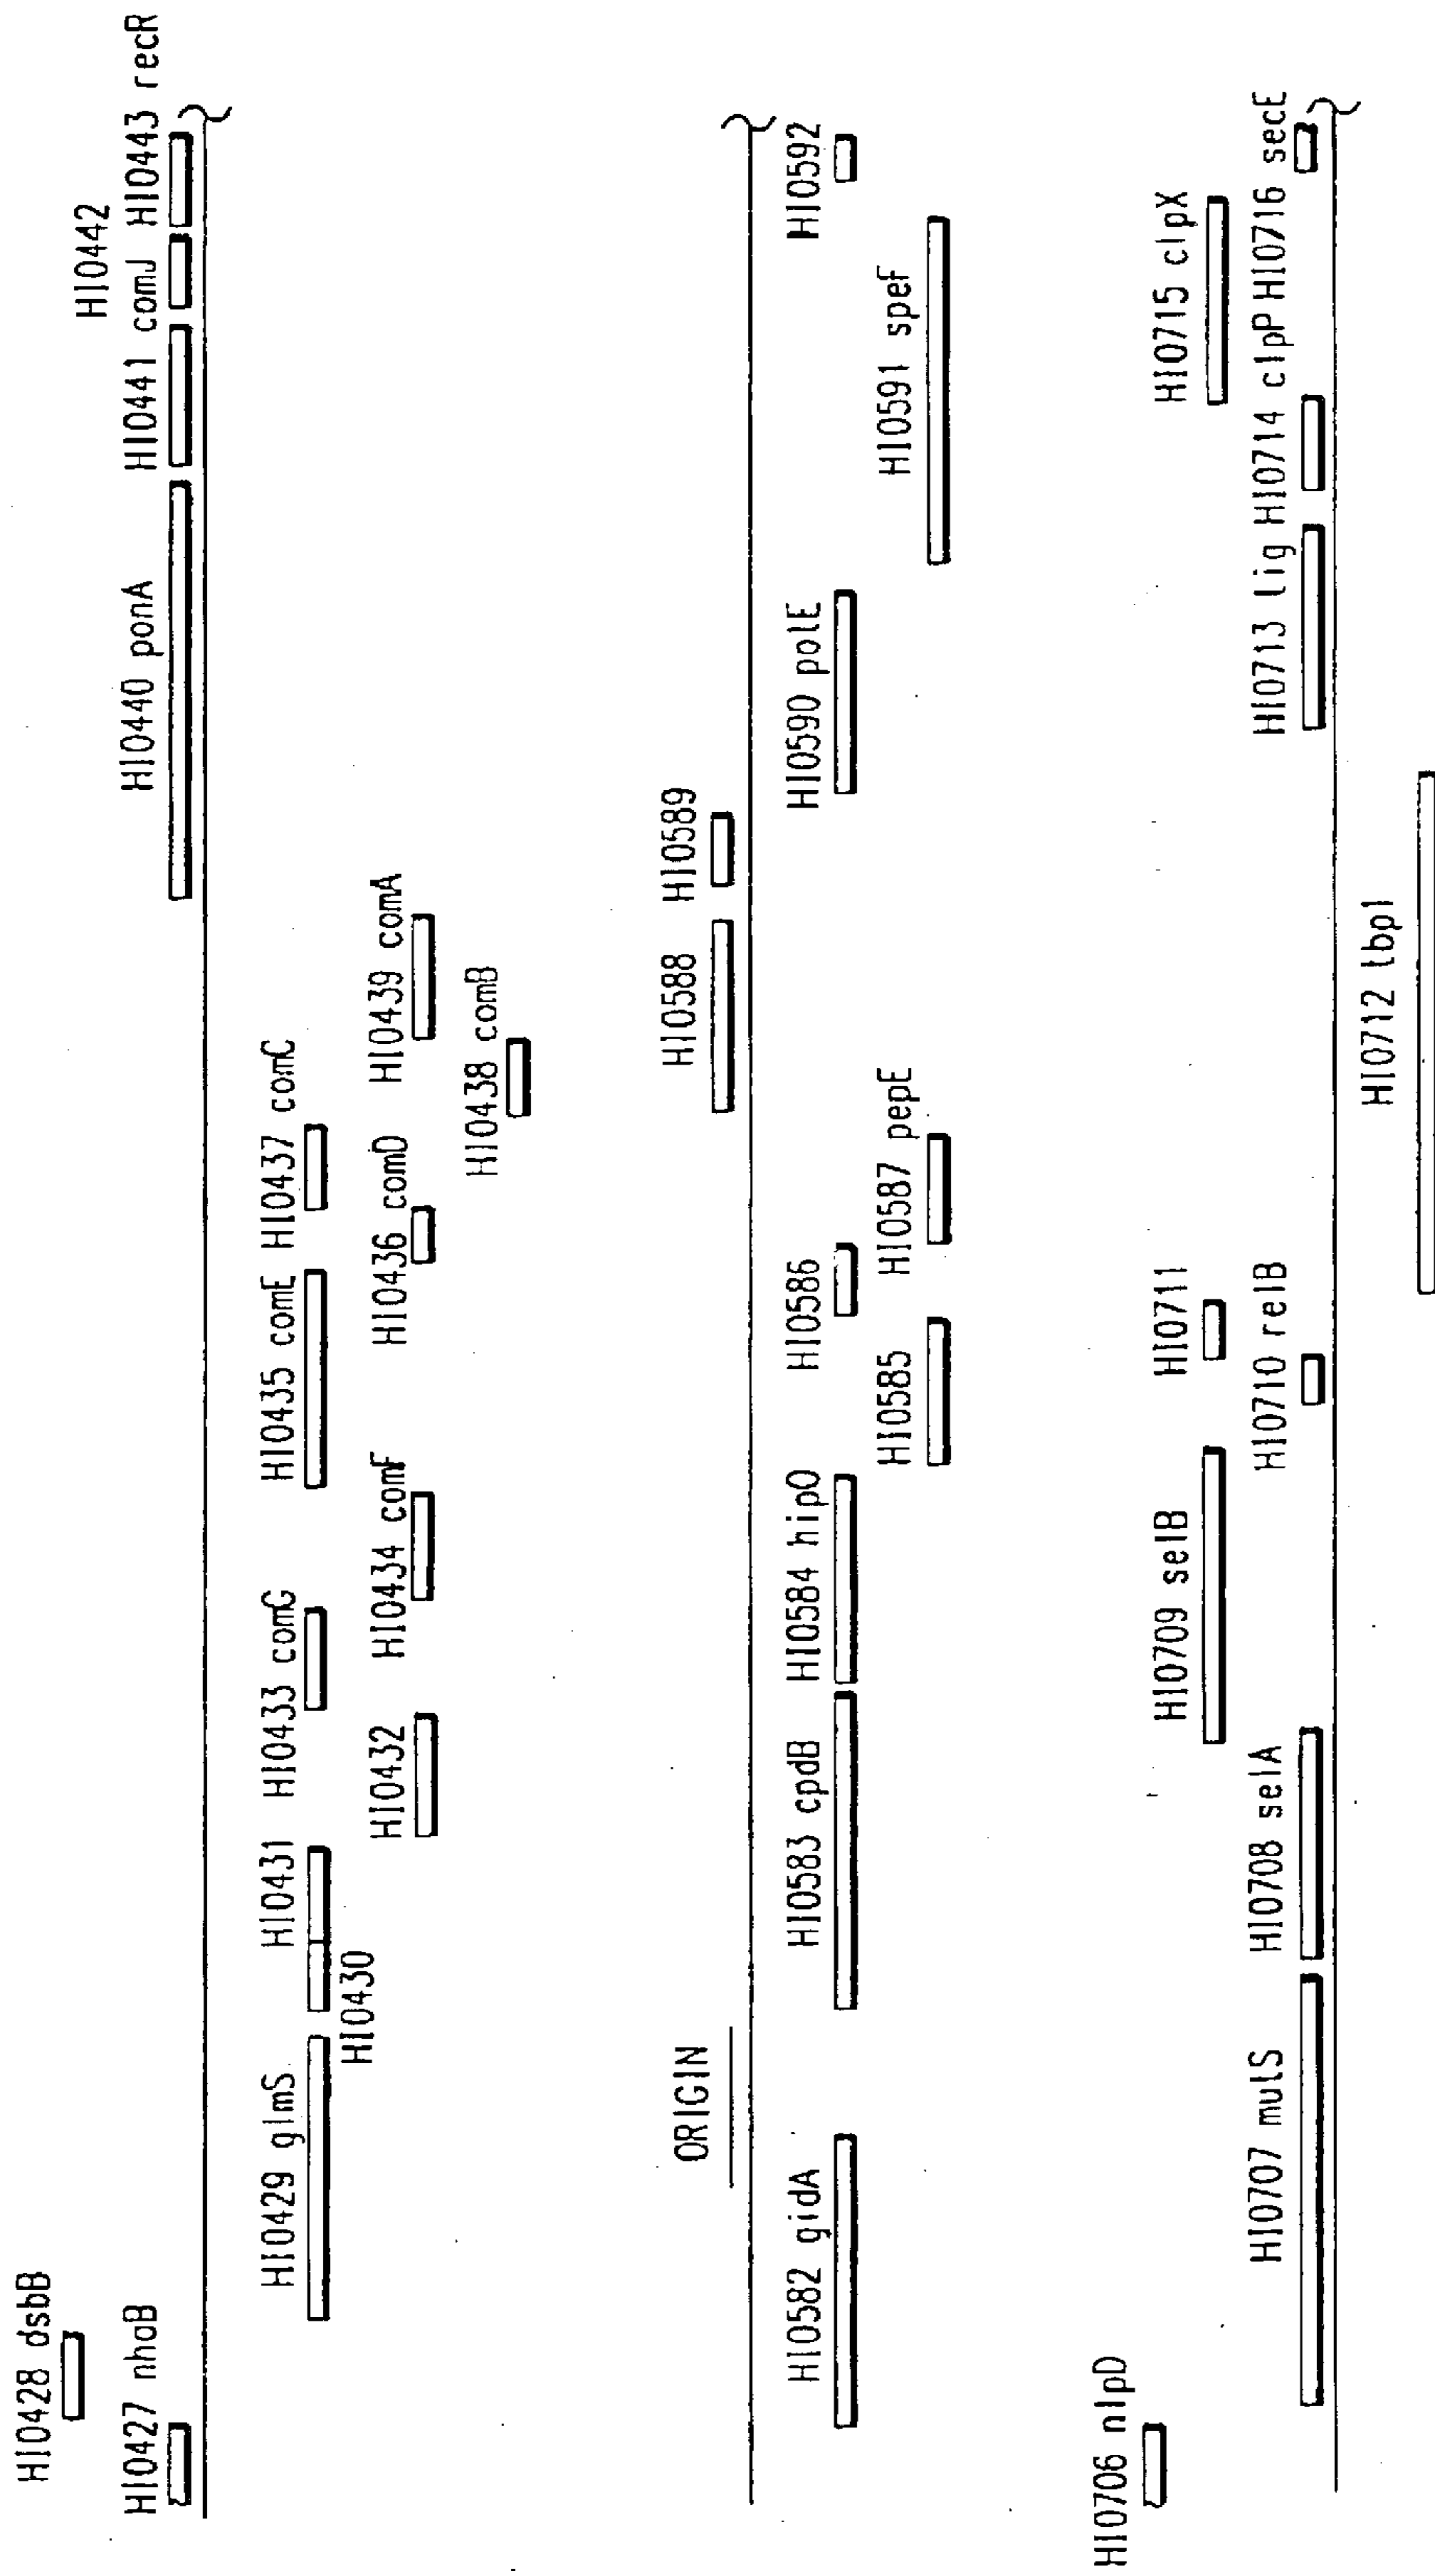 HI0428 dsbB
HI0427 nhaB
HI0440 ponA
HI0441 comJ
HI0442
HI0443 recR
HI0429 glmS
HI0430
HI0431
HI0433 comG
HI0435 comE
HI0437 comC
HI0432
HI0434 comF
HI0436 comD
HI0439 comA
HI0438 comB
ORIGIN
HI0588
HI0589
HI0582 gidA
HI0583 cpdB
HI0584 hipO
HI0586
HI0590 polE
HI0592
HI0585
HI0587 pepE
HI0591 speF
HI0706 nlpD
HI0709 selB
HI0711
HI0715 clpX
HI0707 mutS
HI0708 selA
HI0710 relB
HI0713 tig
HI0714 clpP
HI0716 secE
HI0712 tbp1